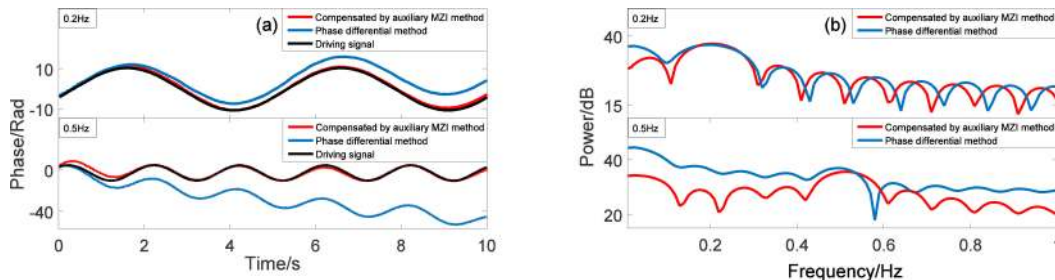 0.2Hz
(a)
Compensated by auxiliary MZI method
Phase differential method
Driving signal
10
-10
0.5Hz
Compensated by auxiliary MZI method
Phase differential method
Driving signal
0
-40
Phase/Rad
0 2 4 6 8 10
Time/s
40
0.2Hz
(b)
Compensated by auxiliary MZI method
Phase differential method
15
0.5Hz
Compensated by auxiliary MZI method
Phase differential method
40
20
Power/dB
0.2 0.4 0.6 0.8
Frequency/Hz